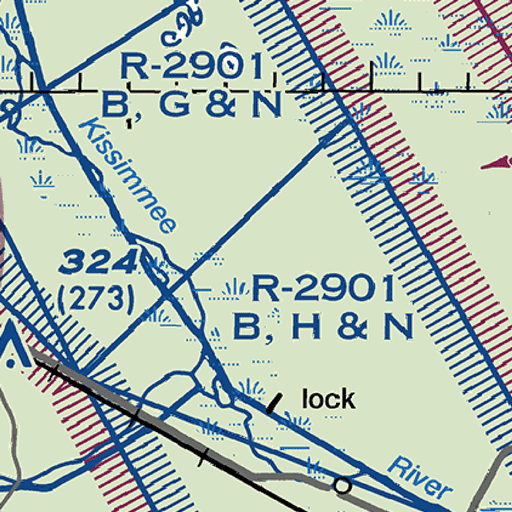 R-2901
B, G & N
Kissimmee
324
(273)
R-2901
B, H & N
lock
River